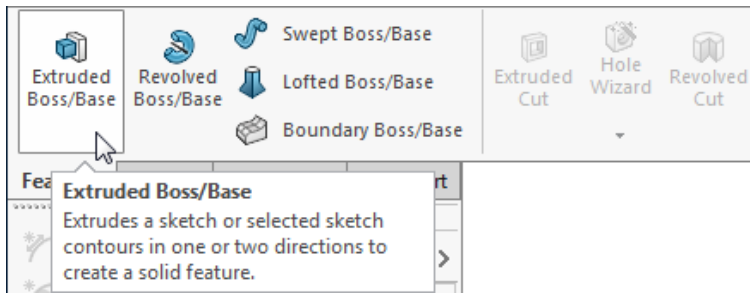 Extruded
Boss/Base
Revolved
Boss/Base
Swept Boss/Base
Lofted Boss/Base
Boundary Boss/Base
Extruded
Cut
Hole
Wizard
Revolved
Cut
Fea
rt
Extruded Boss/Base
Extrudes a sketch or selected sketch
contours in one or two directions to
create a solid feature.